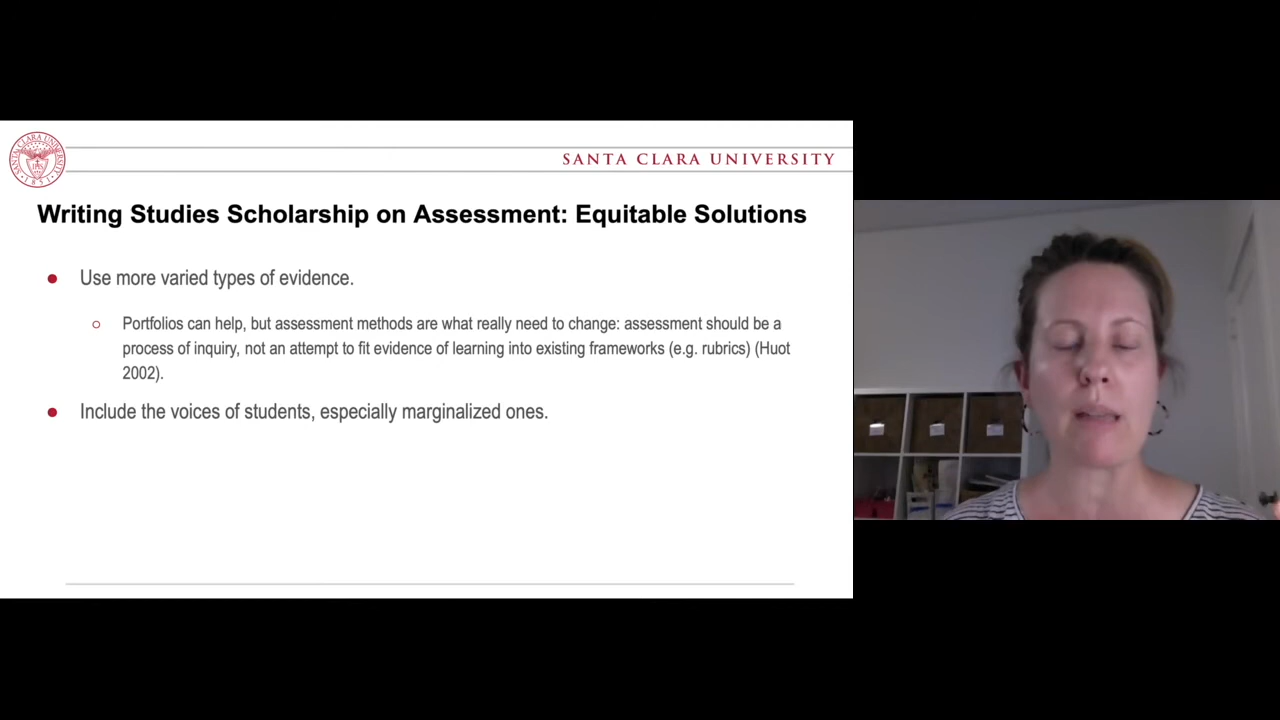 SANTA CLARA UNIVERSITY
Writing Studies Scholarship on Assessment: Equitable Solutions
● Use more varied types of evidence.
○ Portfolios can help, but assessment methods are what really need to change: assessment should be a
process of inquiry, not an attempt to fit evidence of learning into existing frameworks (e.g. rubrics) (Huot
2002).
● Include the voices of students, especially marginalized ones.